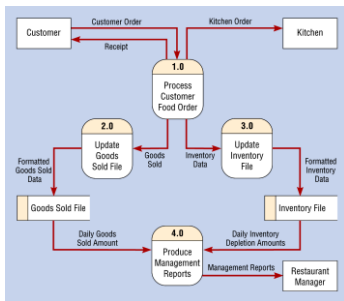 Customer Order
Kitchen Order
Customer
Kitchen
Receipt
1.0
Process
Customer
Food Order
2.0
Update
Goods
Sold File
Goods
Sold
Inventory
Data
3.0
Update
Inventory
File
Formatted
Goods Sold
Data
Formatted
Inventory
Data
Goods Sold File
Inventory File
Daily Goods
Sold Amount
4.0
Produce
Management
Reports
Daily Inventory
Depletion Amounts
Management Reports
Restaurant
Manager